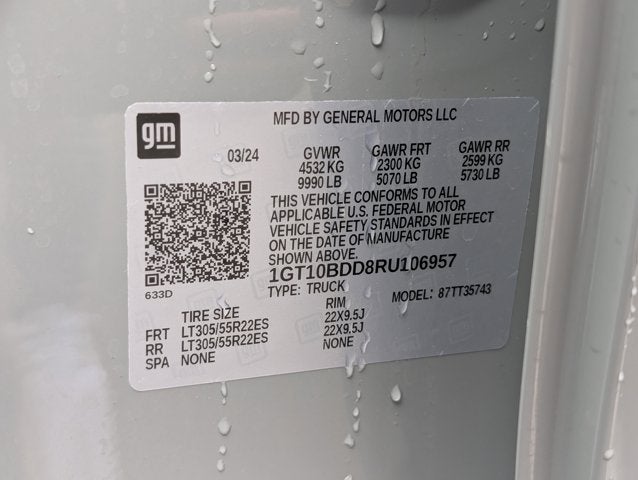 gm
MFD BY GENERAL MOTORS LLC
03/24 GVWR GAWR FRT GAWR RR
4532 KG 2300 KG 2599 KG
9990 LB 5070 LB 5730 LB
THIS VEHICLE CONFORMS TO ALL
APPLICABLE U.S. FEDERAL MOTOR
VEHICLE SAFETY STANDARDS IN EFFECT
ON THE DATE OF MANUFACTURE
SHOWN ABOVE.
1GT10BDD8RU106957
633D
TYPE: TRUCK MODEL: 87TT35743
TIRE SIZE RIM
FRT LT305/55R22ES 22X9.5J
RR LT305/55R22ES 22X9.5J
SPA NONE NONE